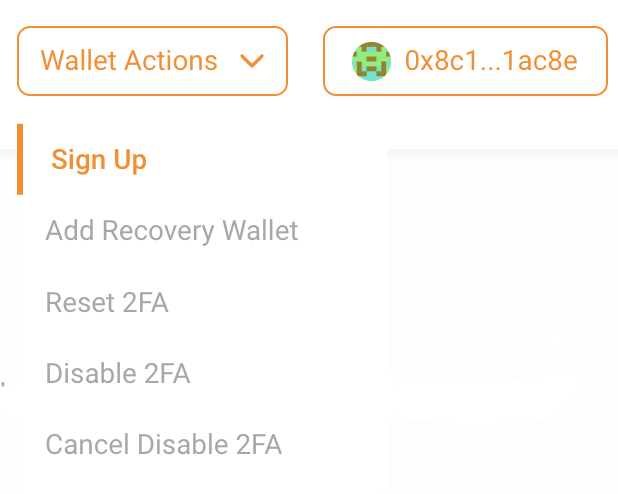 Wallet Actions
0x8c1...1ac8e
Sign Up
Add Recovery Wallet
Reset 2FA
Disable 2FA
Cancel Disable 2FA